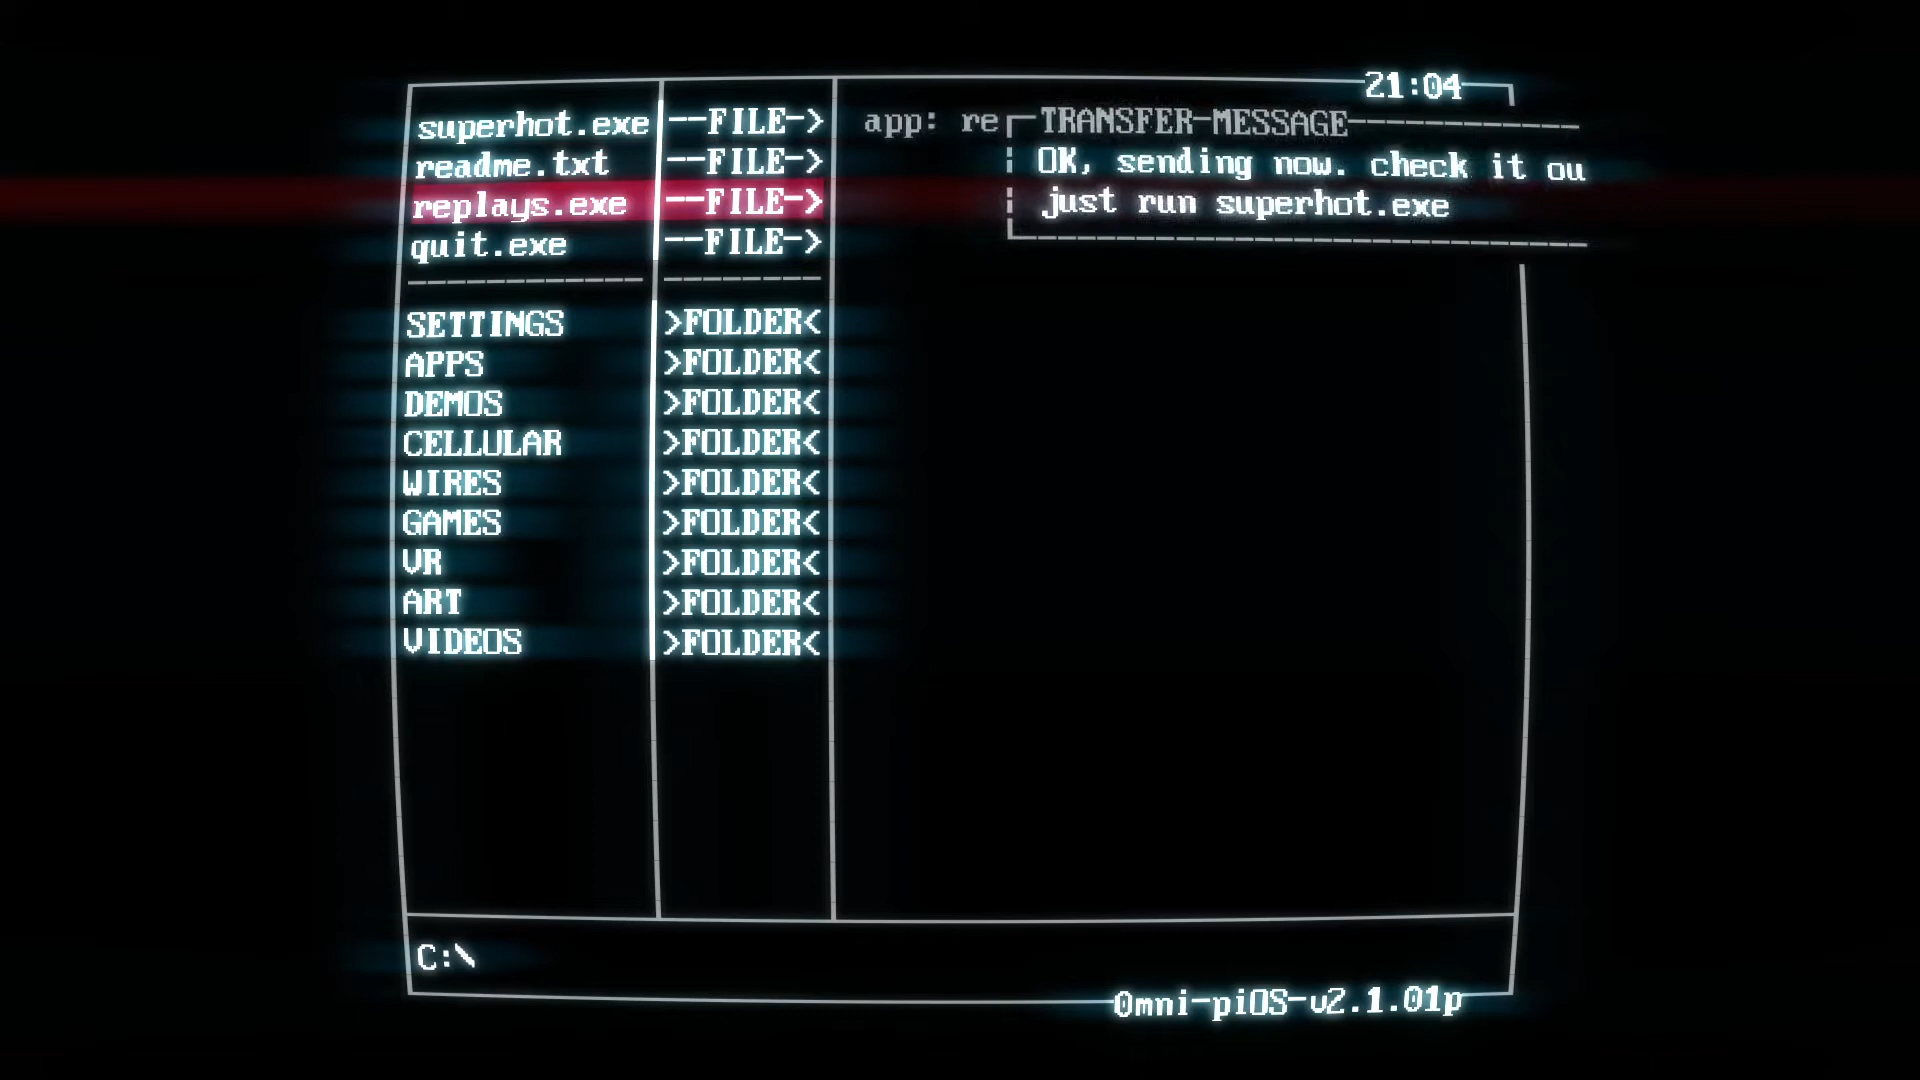 21:04
superhot.exe --FILE->
readme.txt --FILE->
replays.exe --FILE->
quit.exe --FILE->
SETTINGS >FOLDER<
APPS >FOLDER<
DEMOS >FOLDER<
CELLULAR >FOLDER<
WIRES >FOLDER<
GAMES >FOLDER<
VR >FOLDER<
ART >FOLDER<
VIDEOS >FOLDER<
app: re
TRANSFER-MESSAGE
OK, sending now. check it ou
just run superhot.exe
C:\
Omni-piOS-v2.1.01p